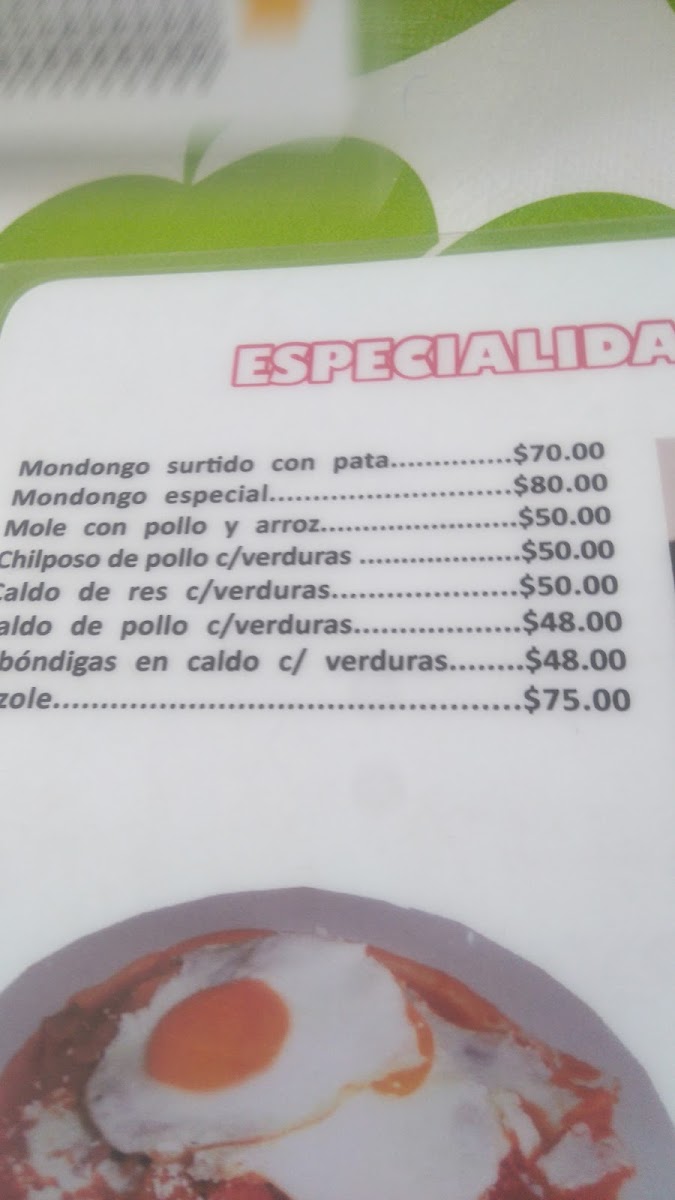 ESPECIALIDA
Mondongo surtido con pata..............$70.00
Mondongo especial..........................$80.00
Mole con pollo y arroz.....................$50.00
Chilposo de pollo c/verduras .................$50.00
Caldo de res c/verduras....................$50.00
aldo de pollo c/verduras..................$48.00
bóndigas en caldo c/ verduras........$48.00
zole.................................................$75.00